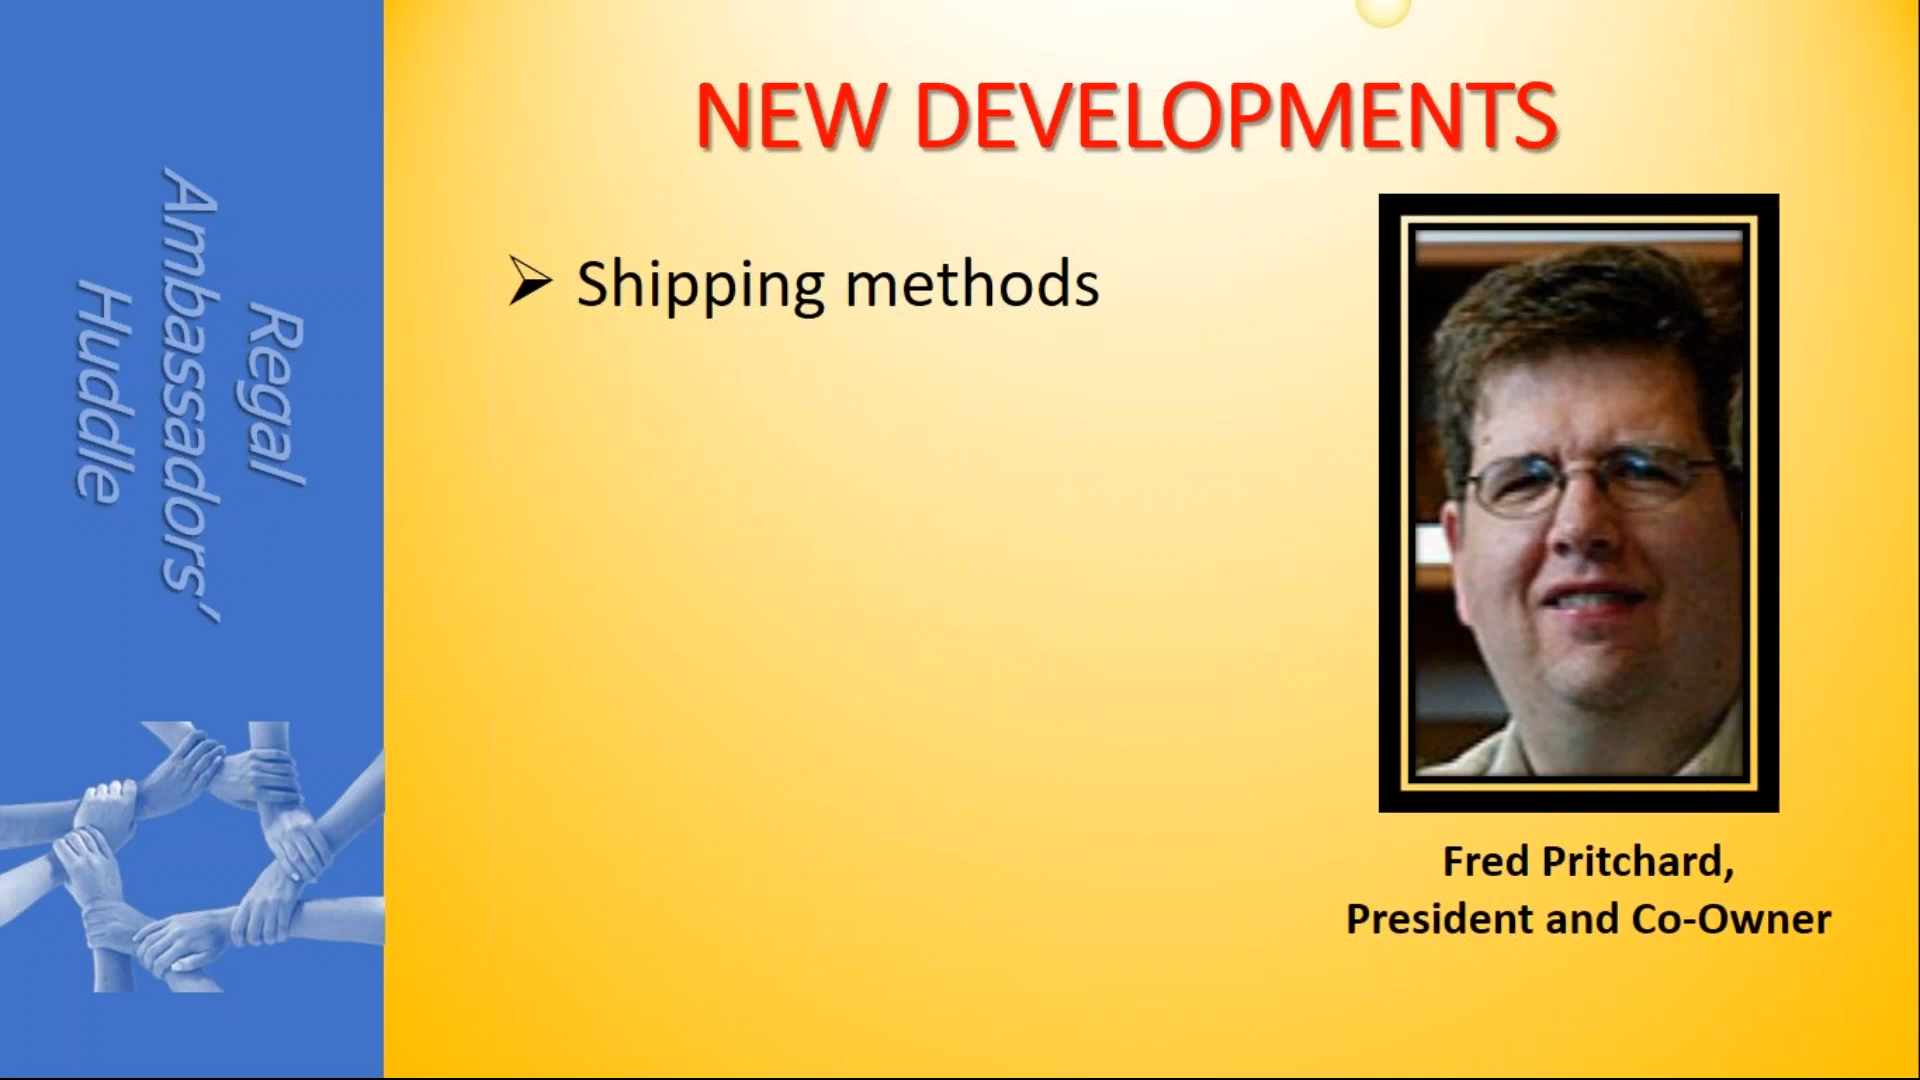 Regal
Ambassadors'
Huddle
NEW DEVELOPMENTS
Shipping methods
Fred Pritchard,
President and Co-Owner